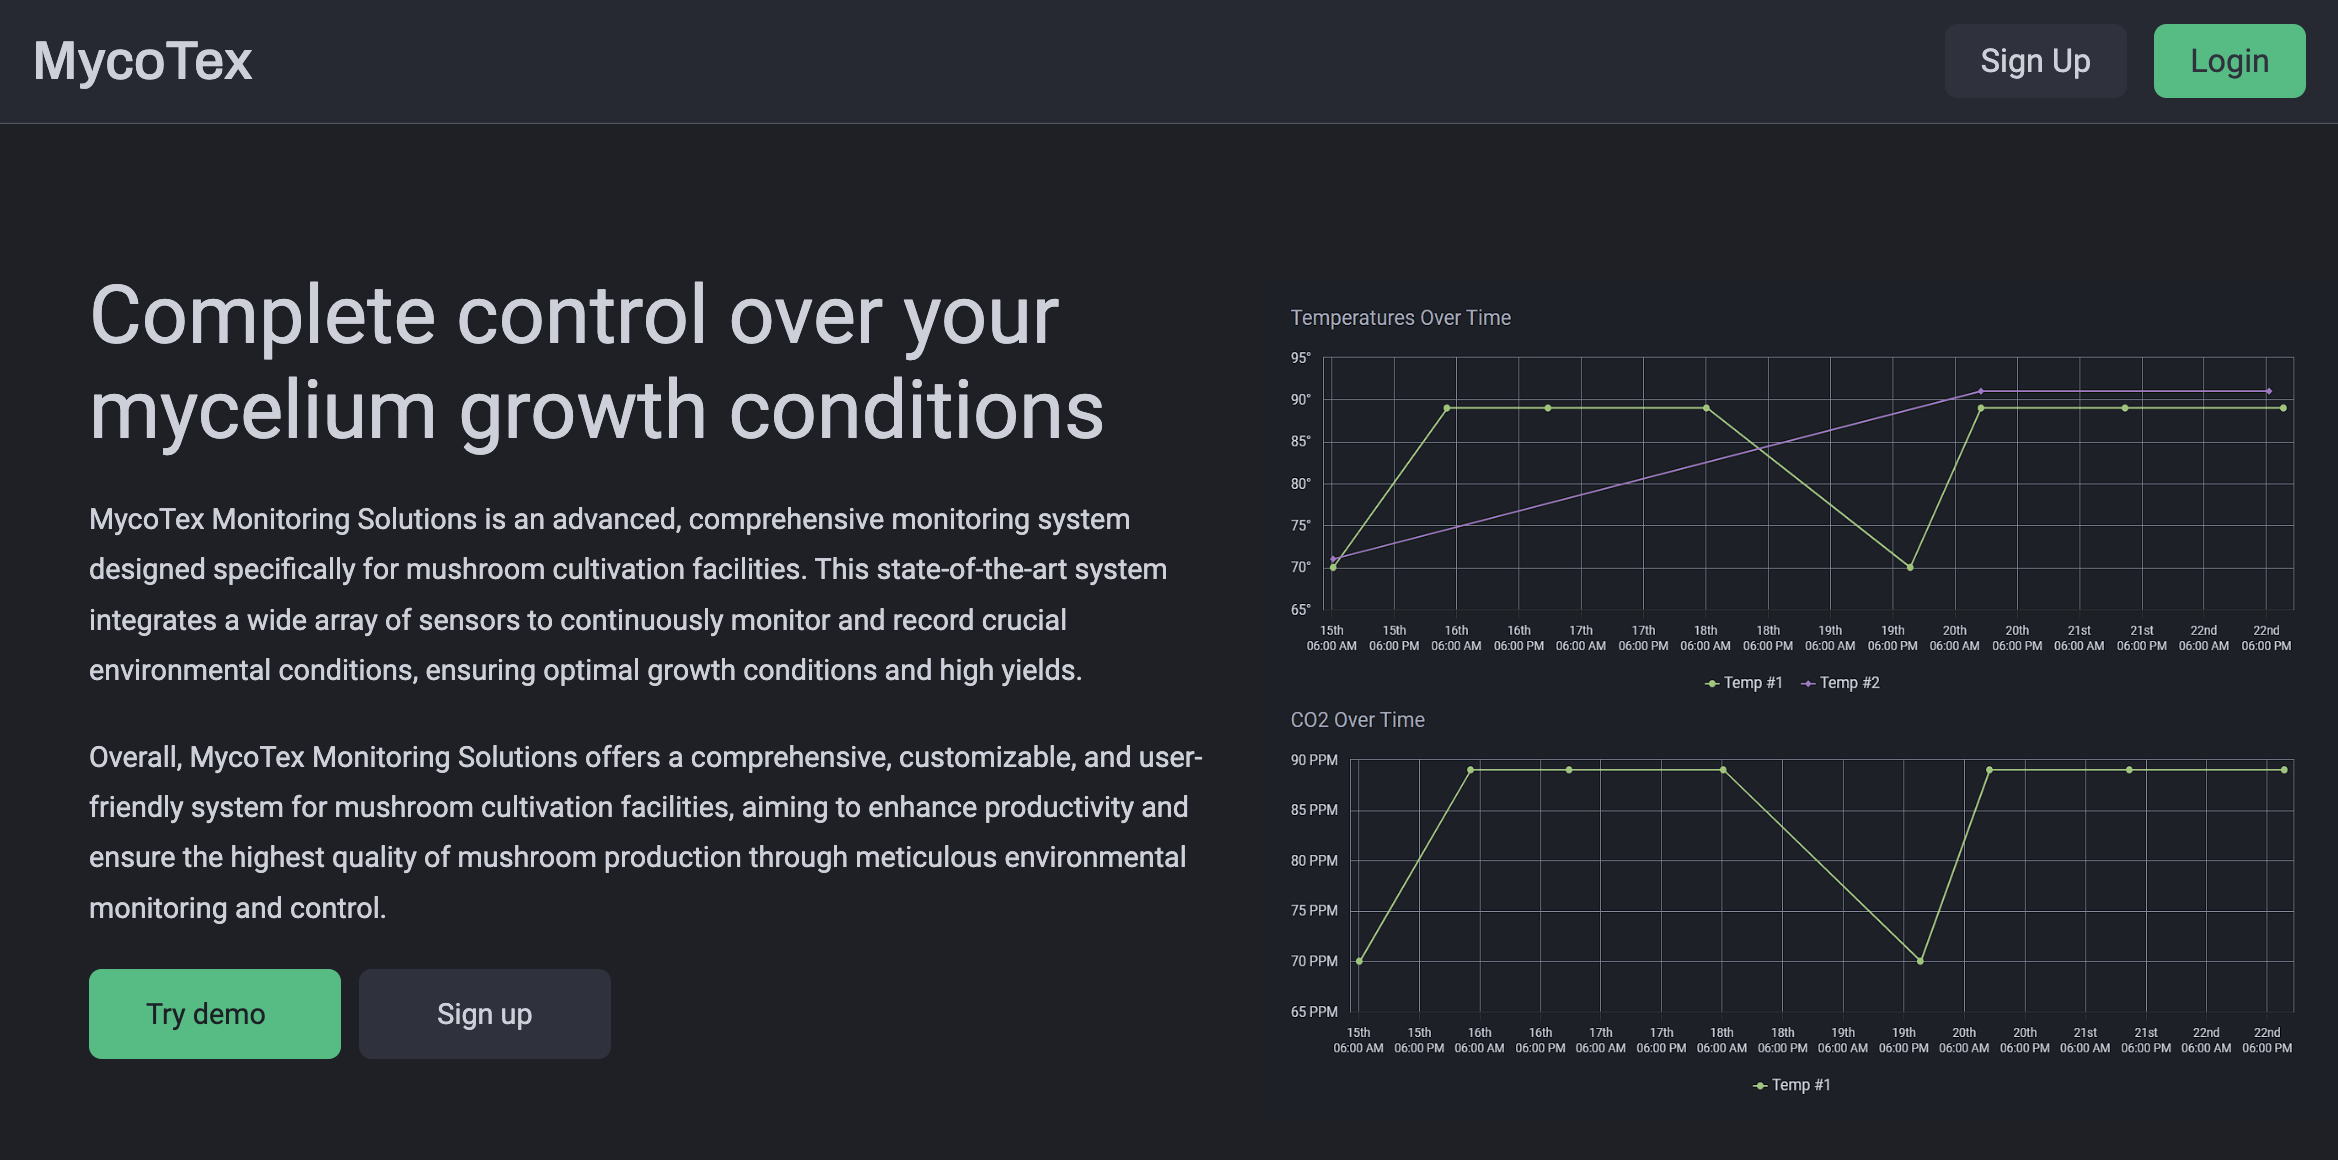 MycoTex
Sign Up
Login
Complete control over your
mycelium growth conditions
MycoTex Monitoring Solutions is an advanced, comprehensive monitoring system
designed specifically for mushroom cultivation facilities. This state-of-the-art system
integrates a wide array of sensors to continuously monitor and record crucial
environmental conditions, ensuring optimal growth conditions and high yields.
Overall, MycoTex Monitoring Solutions offers a comprehensive, customizable, and user-
friendly system for mushroom cultivation facilities, aiming to enhance productivity and
ensure the highest quality of mushroom production through meticulous environmental
monitoring and control.
Try demo
Sign up
Temperatures Over Time
95°
90°
85°
80°
75°
70°
65°
15th 15th 16th 16th 17th 17th 18th 18th 19th 19th 20th 20th 21st 21st 22nd 22nd
06:00 AM 06:00 PM 06:00 AM 06:00 PM 06:00 AM 06:00 PM 06:00 AM 06:00 PM 06:00 AM 06:00 PM 06:00 AM 06:00 PM 06:00 AM 06:00 PM 06:00 AM 06:00 PM
Temp #1 Temp #2
CO2 Over Time
90 PPM
85 PPM
80 PPM
75 PPM
70 PPM
65 PPM
15th 15th 16th 16th 17th 17th 18th 18th 19th 19th 20th 20th 21st 21st 22nd 22nd
06:00 AM 06:00 PM 06:00 AM 06:00 PM 06:00 AM 06:00 PM 06:00 AM 06:00 PM 06:00 AM 06:00 PM 06:00 AM 06:00 PM 06:00 AM 06:00 PM 06:00 AM 06:00 PM
Temp #1